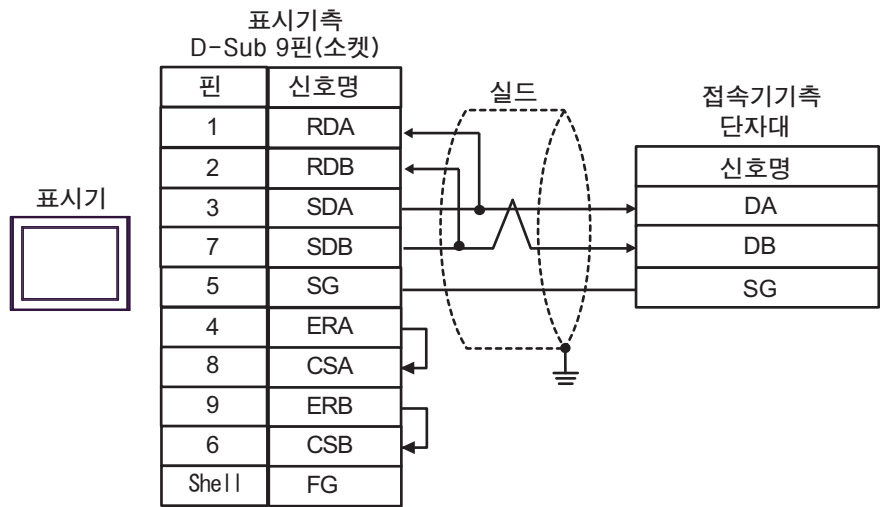 표시기측
D-Sub 9핀(소켓)
핀 신호명
1 RDA
2 RDB
3 SDA
7 SDB
5 SG
4 ERA
8 CSA
9 ERB
6 CSB
Shell FG
표시기
실드
접속기기측
단자대
신호명
DA
DB
SG